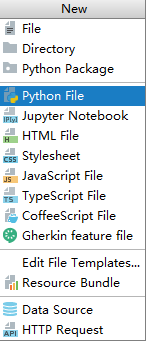 New
File
Directory
Python Package
Python File
Jupyter Notebook
HTML File
Stylesheet
JavaScript File
TypeScript File
CoffeeScript File
Gherkin feature file
Edit File Templates...
Resource Bundle
Data Source
HTTP Request